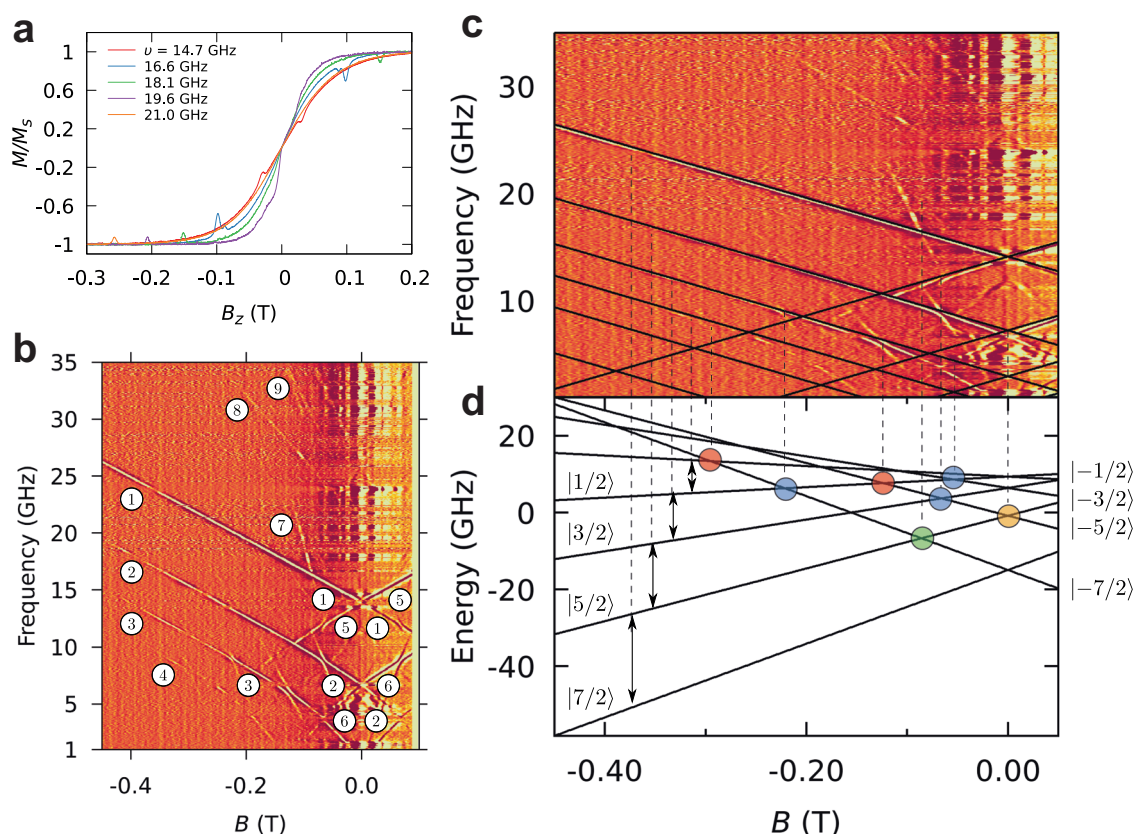 a
M/Ms
1
0.6
0.2
-0.2
-0.6
-1
υ = 14.7 GHz
16.6 GHz
18.1 GHz
19.6 GHz
21.0 GHz
-0.3 -0.2 -0.1 0 0.1 0.2
Bz (T)
b
Frequency (GHz)
35
30
25
20
15
10
5
1
9
8
1
7
2
1 5
3
5 1
4 6 2 6
6 2
-0.4 -0.2 0.0
B (T)
c
Frequency (GHz)
30
20
10
d
Energy (GHz)
20
0
-20
-40
|1/2⟩
|3/2⟩
|5/2⟩
|7/2⟩
|−1/2⟩
|−3/2⟩
|−5/2⟩
|−7/2⟩
-0.40 -0.20 0.00
B (T)